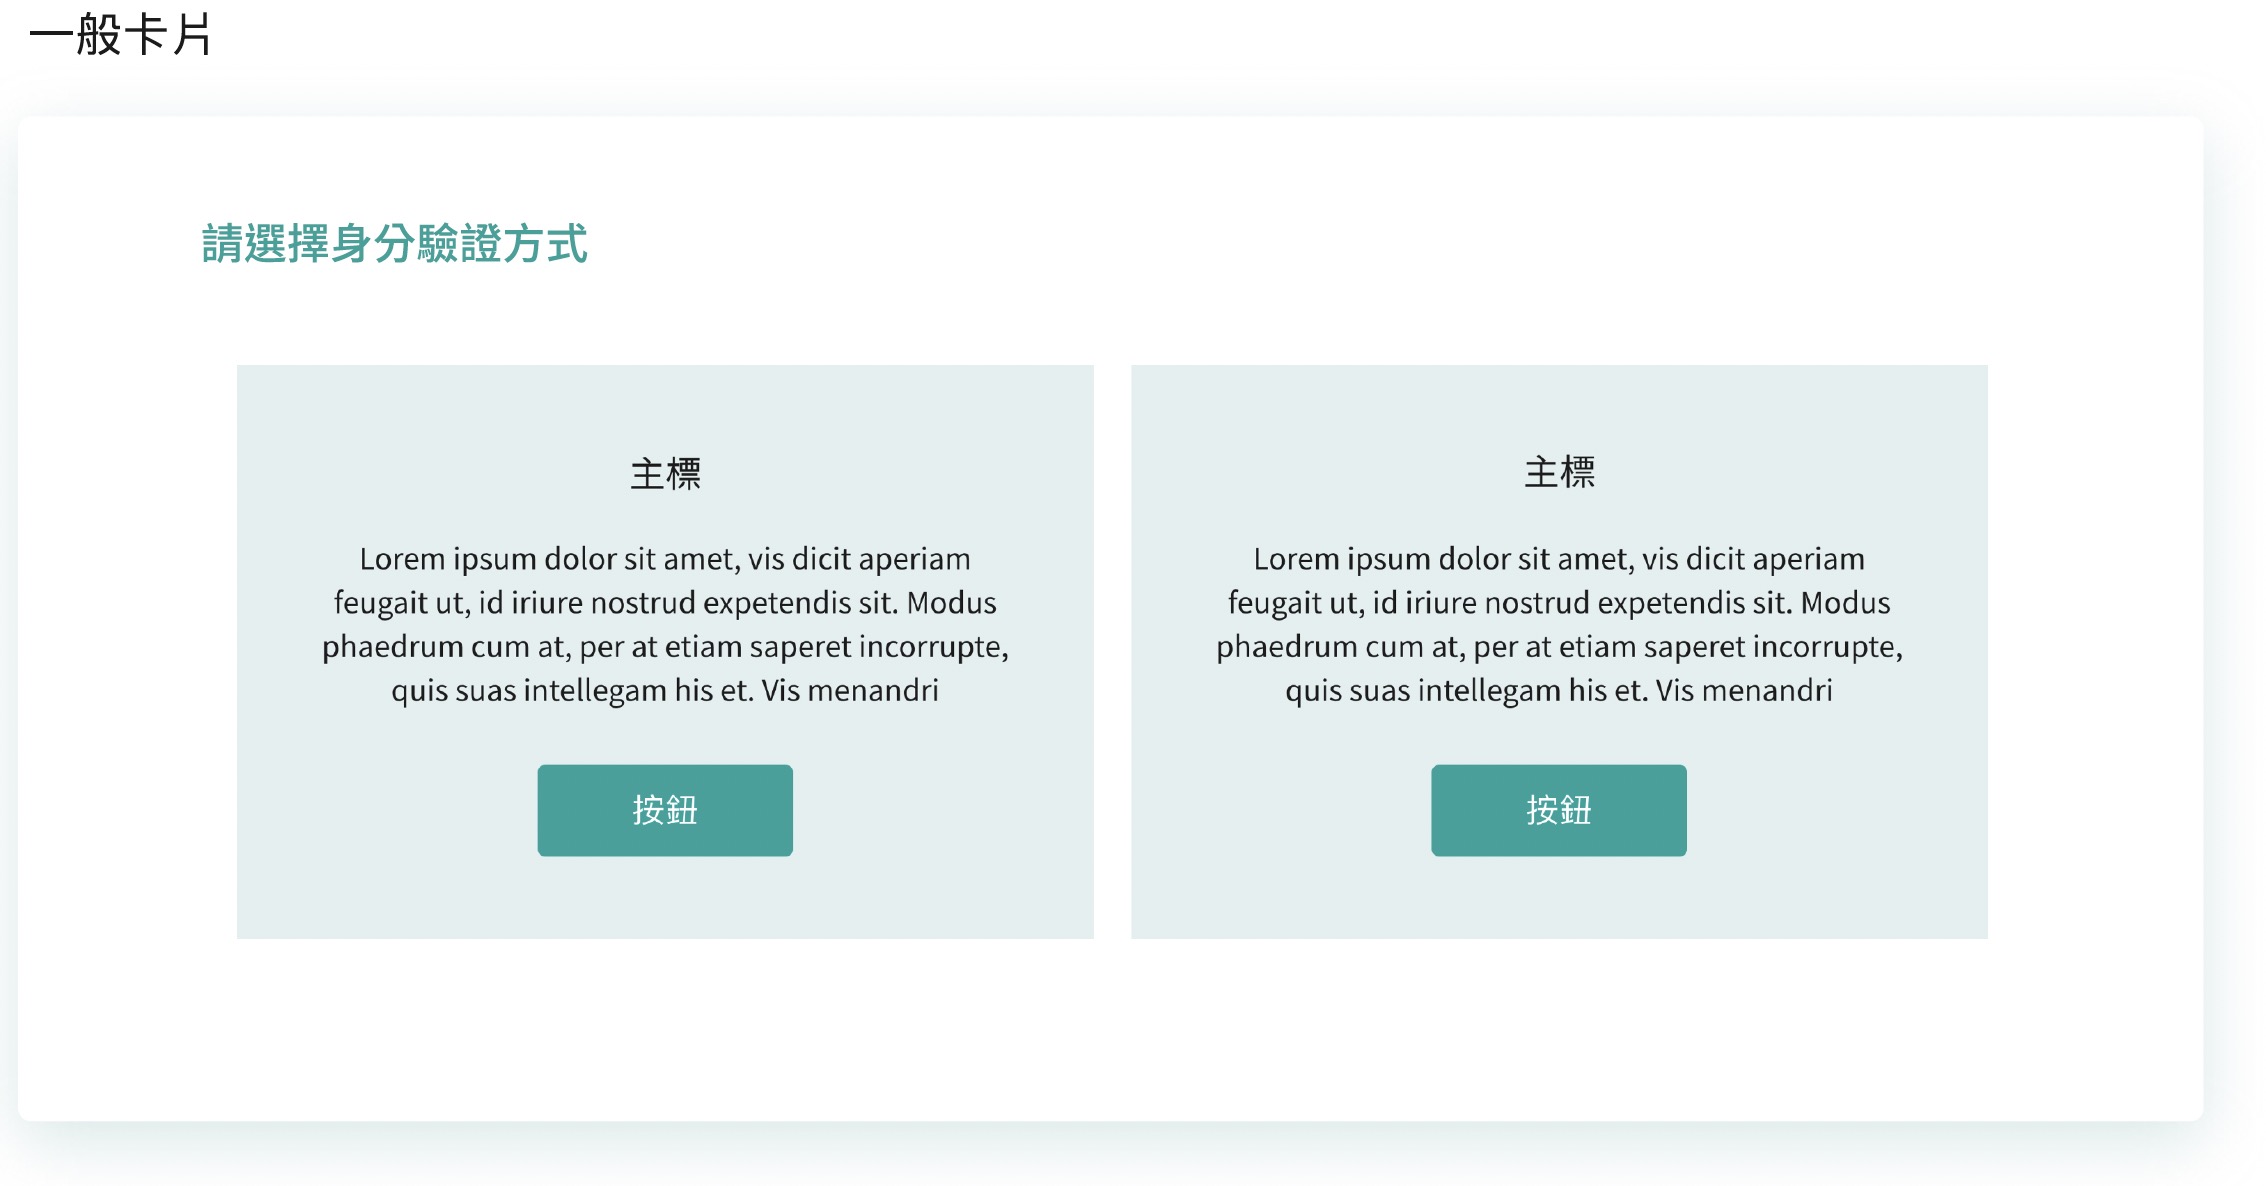 一般卡片
請選擇身分驗證方式
主標
Lorem ipsum dolor sit amet, vis dicit aperiam
feugait ut, id iriure nostrud expetendis sit. Modus
phaedrum cum at, per at etiam saperet incorrupte,
quis suas intellegam his et. Vis menandri
按鈕
主標
Lorem ipsum dolor sit amet, vis dicit aperiam
feugait ut, id iriure nostrud expetendis sit. Modus
phaedrum cum at, per at etiam saperet incorrupte,
quis suas intellegam his et. Vis menandri
按鈕